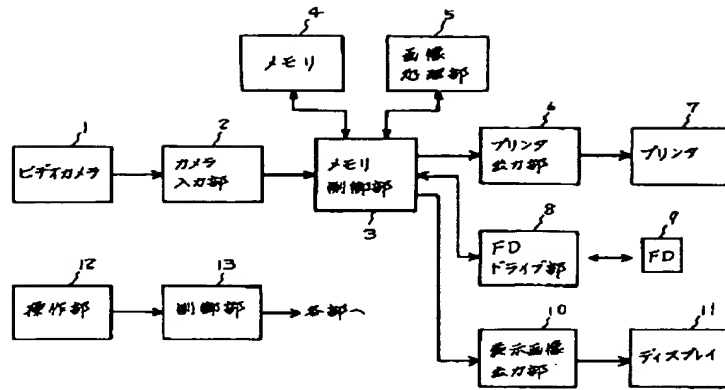 4
メモリ
5
画像
処理部
1
ビデイカメラ
2
カメラ
入力部
メモリ
制御部
3
6
プリンタ
出力部
7
プリンタ
8
FD
ドライブ部
9
FD
12
操作部
13
制御部
各部へ
10
表示画像
出力部
11
ディスプレイ